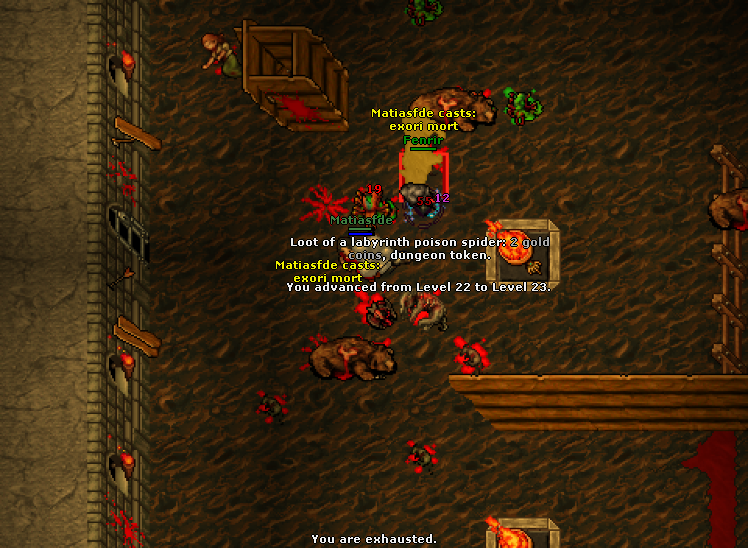 Matiasfde casts:
exori mort
Fenrir
19
55
12
Matiasfde
Loot of a labyrinth poison spider: 2 gold
coins, dungeon token.
Matiasfde casts:
exori mort
You advanced from Level 22 to Level 23.
You are exhausted.